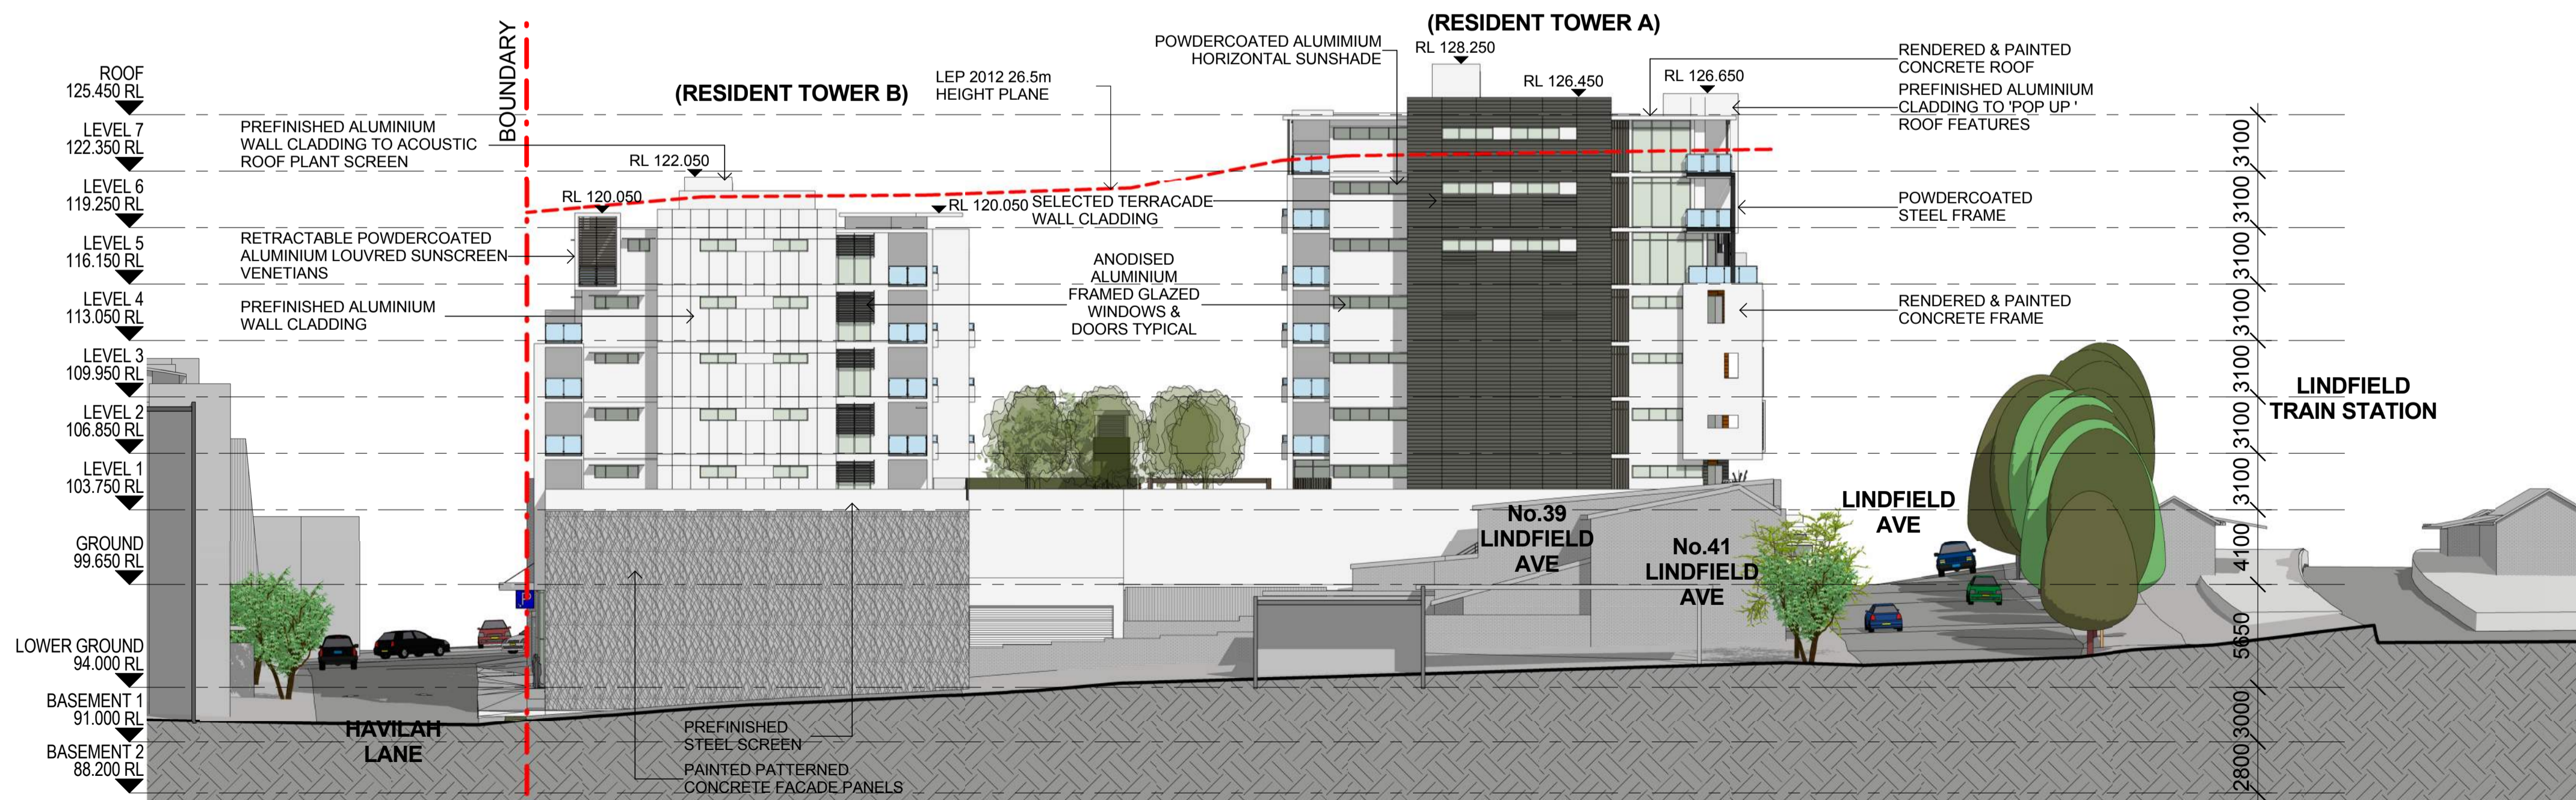 (RESIDENT TOWER A)
(RESIDENT TOWER B)
BOUNDARY
ROOF
125.450 RL
LEVEL 7
122.350 RL
LEVEL 6
119.250 RL
LEVEL 5
116.150 RL
LEVEL 4
113.050 RL
LEVEL 3
109.950 RL
LEVEL 2
106.850 RL
LEVEL 1
103.750 RL
GROUND
99.650 RL
LOWER GROUND
94.000 RL
BASEMENT 1
91.000 RL
BASEMENT 2
88.200 RL
PREFINISHED ALUMINIUM
WALL CLADDING TO ACOUSTIC
ROOF PLANT SCREEN
RETRACTABLE POWDERCOATED
ALUMINIUM LOUVRED SUNSCREEN
VENETIANS
PREFINISHED ALUMINIUM
WALL CLADDING
RL 122.050
RL 120.050
RL 120.050
LEP 2012 26.5m
HEIGHT PLANE
POWDERCOATED ALUMIMIUM
HORIZONTAL SUNSHADE
SELECTED TERRACADE
WALL CLADDING
ANODISED
ALUMINIUM
FRAMED GLAZED
WINDOWS &
DOORS TYPICAL
RL 128.250
RL 126.450
RL 126.650
RENDERED & PAINTED
CONCRETE ROOF
PREFINISHED ALUMINIUM
CLADDING TO 'POP UP '
ROOF FEATURES
POWDERCOATED
STEEL FRAME
RENDERED & PAINTED
CONCRETE FRAME
3100
3100
3100
3100
3100
3100
3100
4100
5650
3000
2800
LINDFIELD
TRAIN STATION
LINDFIELD
AVE
No.39
LINDFIELD
AVE
No.41
LINDFIELD
AVE
P
HAVILAH
LANE
PREFINISHED
STEEL SCREEN
PAINTED PATTERNED
CONCRETE FACADE PANELS